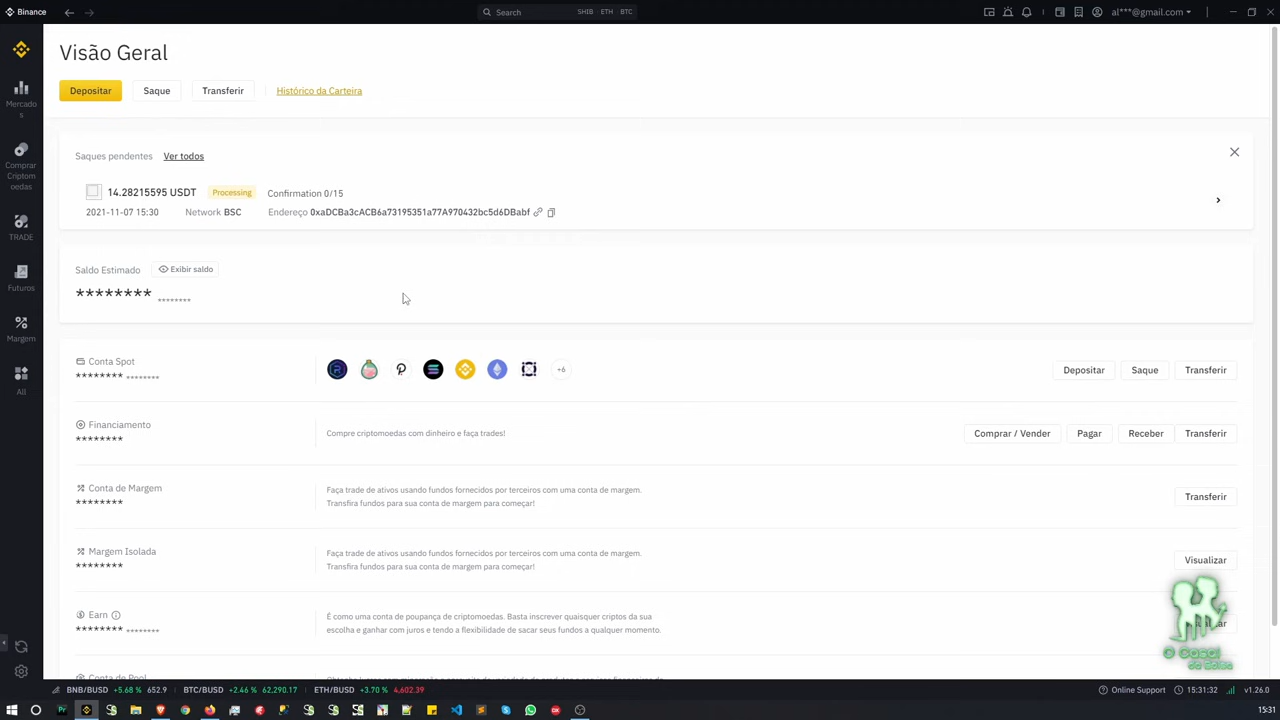 Binance
Search
SHIB ETH BTC
al***@gmail.com
Visão Geral
Depositar
Saque
Transferir
Histórico da Carteira
Mercado
s
Comprar
Criptom
oedas
TRADE
Futuros
Margem
All
Saques pendentes Ver todos
14.28215595 USDT Processing Confirmation 0/15
2021-11-07 15:30 Network BSC Endereço 0xaDCBa3cACB6a73195351a77A970432bc5d6DBabf
Saldo Estimado Exibir saldo
******** ********
Conta Spot
******** ********
+6
Depositar
Saque
Transferir
Financiamento
********
Compre criptomoedas com dinheiro e faça trades!
Comprar / Vender
Pagar
Receber
Transferir
Conta de Margem
********
Faça trade de ativos usando fundos fornecidos por terceiros com uma conta de margem.
Transfira fundos para sua conta de margem para começar!
Transferir
Margem Isolada
********
Faça trade de ativos usando fundos fornecidos por terceiros com uma conta de margem.
Transfira fundos para sua conta de margem para começar!
Visualizar
Earn
******** ********
É como uma conta de poupança de criptomoedas. Basta inscrever quaisquer criptos da sua
escolha e ganhar com juros e tendo a flexibilidade de sacar seus fundos a qualquer momento.
O Casal
da Bolsa
Conta de Pool
BNB/BUSD +5.68 % 652.9 BTC/BUSD +2.46 % 62,290.17 ETH/BUSD +3.70 % 4,602.39
Online Support 15:31:32 v1.26.0
15:31